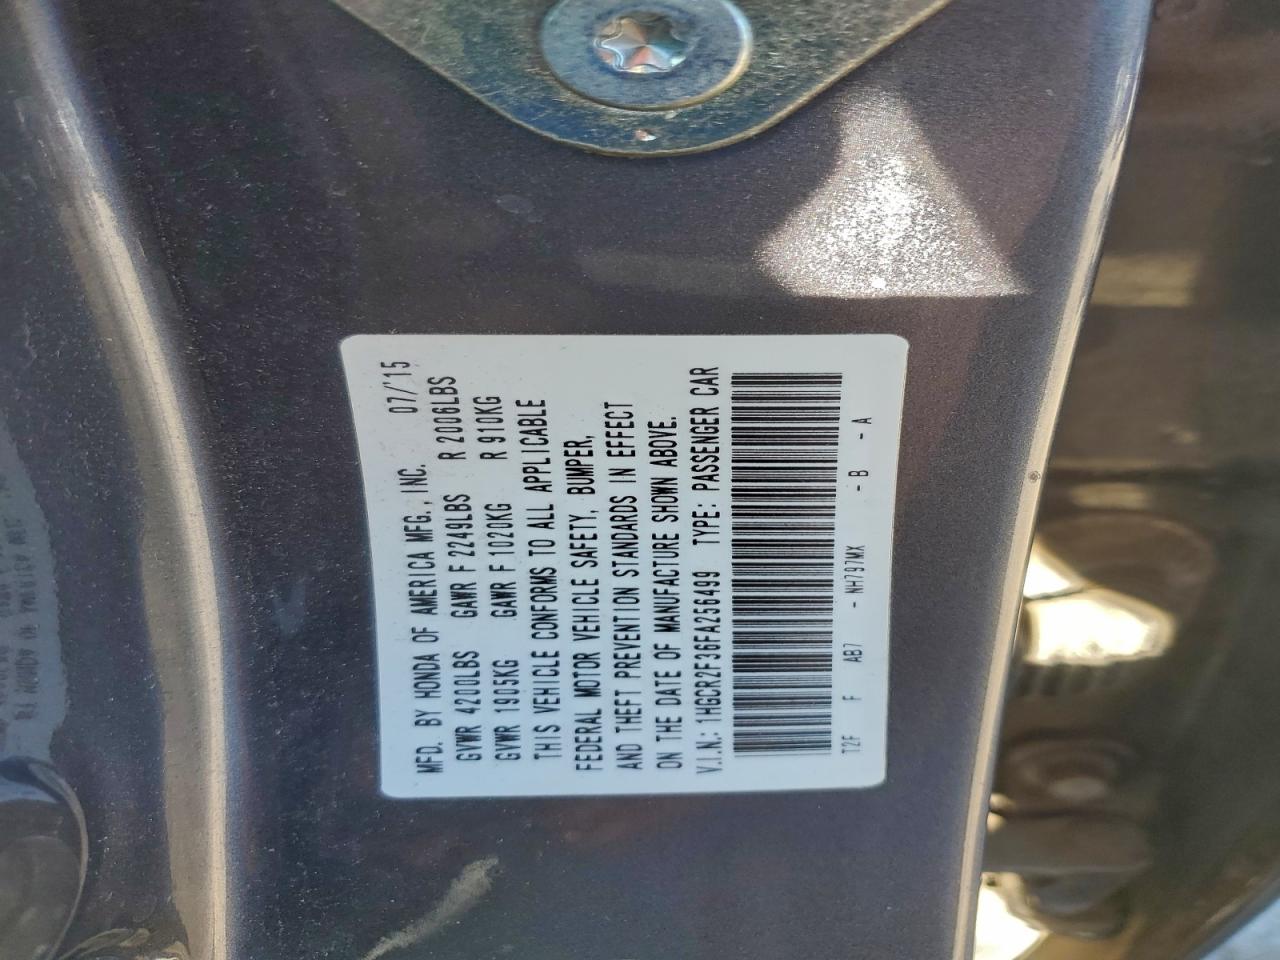 MFD. BY HONDA OF AMERICA MFG., INC. 07/'15
GVWR 4200LBS GAWR F 2249LBS R 2006LBS
GVWR 1905KG GAWR F 1020KG R 910KG
THIS VEHICLE CONFORMS TO ALL APPLICABLE
FEDERAL MOTOR VEHICLE SAFETY, BUMPER,
AND THEFT PREVENTION STANDARDS IN EFFECT
ON THE DATE OF MANUFACTURE SHOWN ABOVE.
V.I.N.: 1HGCR2F36FA256499 TYPE: PASSENGER CAR
T2F F AB7 - NH797MX - B - A